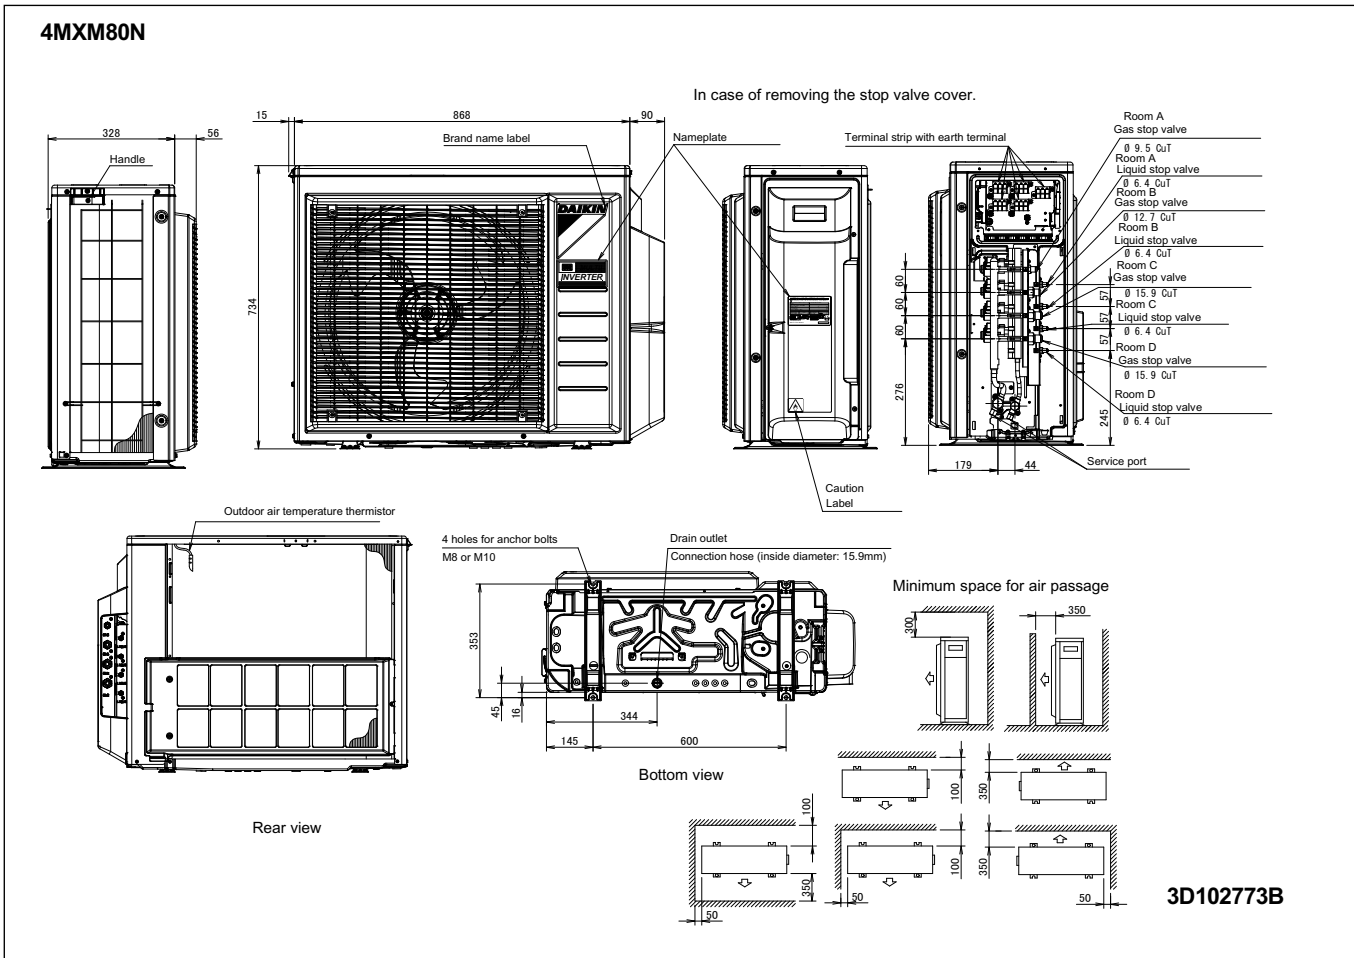 4MXM80N
In case of removing the stop valve cover.
328
56
Handle
15
868
90
Brand name label
Nameplate
734
DAIKIN
INVERTER
Caution
Label
Terminal strip with earth terminal
Room A
Gas stop valve
Ø 9.5 CuT
Room A
Liquid stop valve
Ø 6.4 CuT
Room B
Gas stop valve
Ø 12.7 CuT
Room B
Liquid stop valve
Ø 6.4 CuT
Room C
Gas stop valve
Ø 15.9 CuT
Room C
Liquid stop valve
Ø 6.4 CuT
Room D
Gas stop valve
Ø 15.9 CuT
Room D
Liquid stop valve
Ø 6.4 CuT
60
60
60
276
57
57
57
245
179
44
Service port
Outdoor air temperature thermistor
Rear view
4 holes for anchor bolts
M8 or M10
Drain outlet
Connection hose (inside diameter: 15.9mm)
353
45
16
344
145
600
Bottom view
Minimum space for air passage
300
350
100
350
100
350
50
100
50
350
50
3D102773B